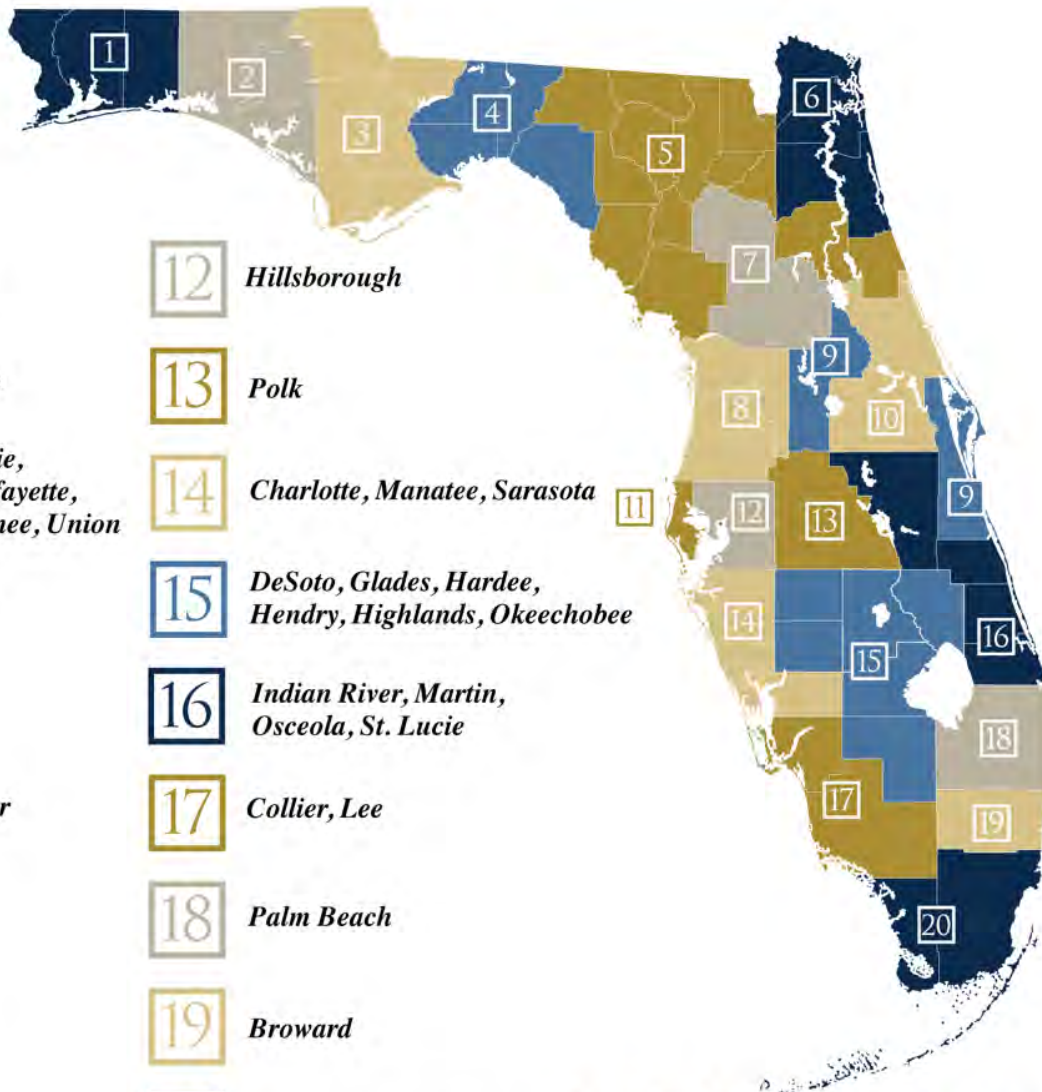 12 Hillsborough
13 Polk
ie,
fayette,
nee, Union
14 Charlotte, Manatee, Sarasota
15 DeSoto, Glades, Hardee,
Hendry, Highlands, Okeechobee
16 Indian River, Martin,
Osceola, St. Lucie
r
17 Collier, Lee
18 Palm Beach
19 Broward
1
2
3
4
5
6
7
8
9
10
9
11
12
13
14
15
16
17
18
19
20